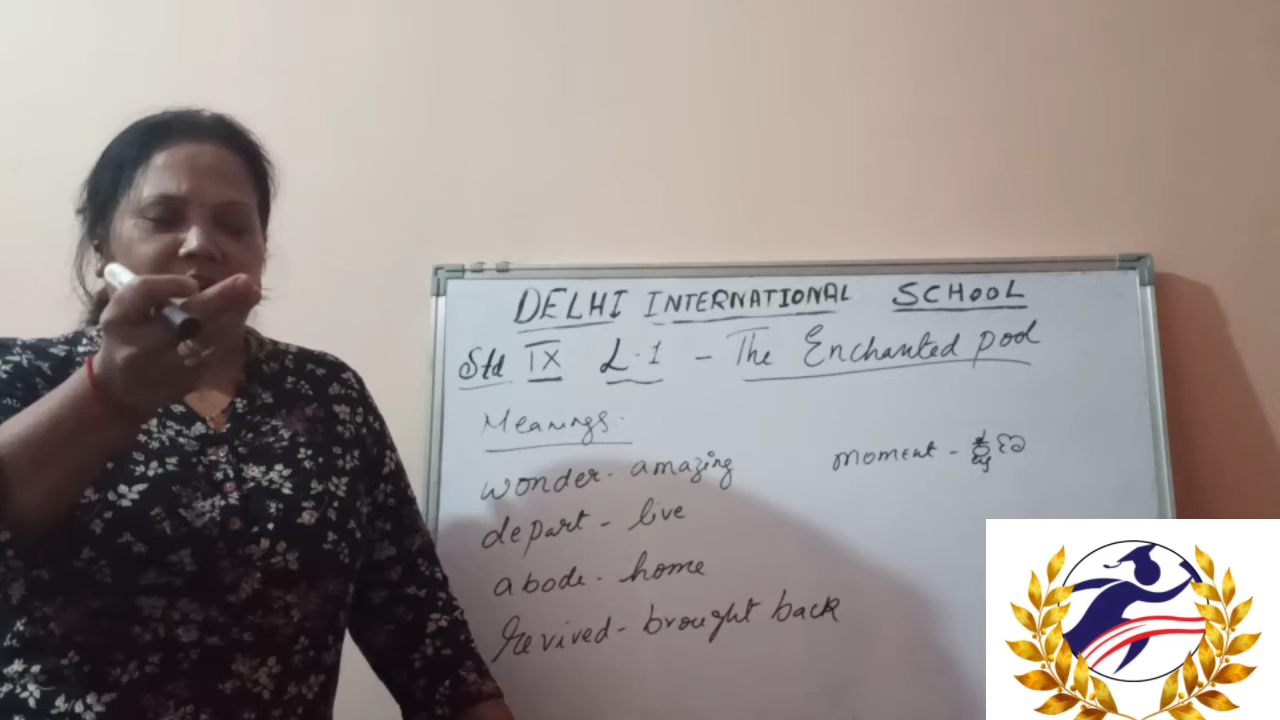 DELHI INTERNATIONAL SCHOOL
Std IX L-1 - The Enchanted pool
Meanings.
wonder - amazing
depart - live
abode - home
revived - brought back
moment -